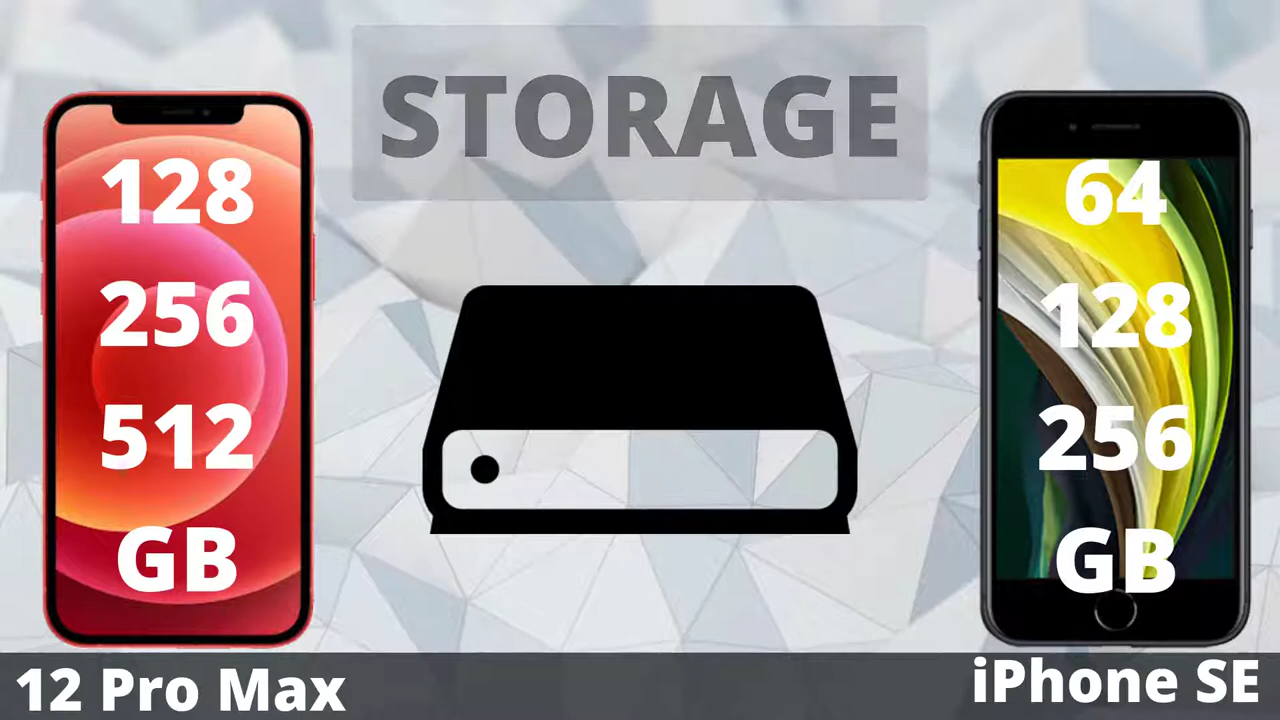 STORAGE
128
256
512
GB
64
128
256
GB
12 Pro Max
iPhone SE